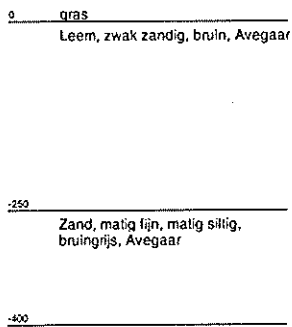 0 gras
Leem, zwak zandig, bruin, Avegaar
-250
Zand, matig fijn, matig siltig,
bruingrijs, Avegaar
-400